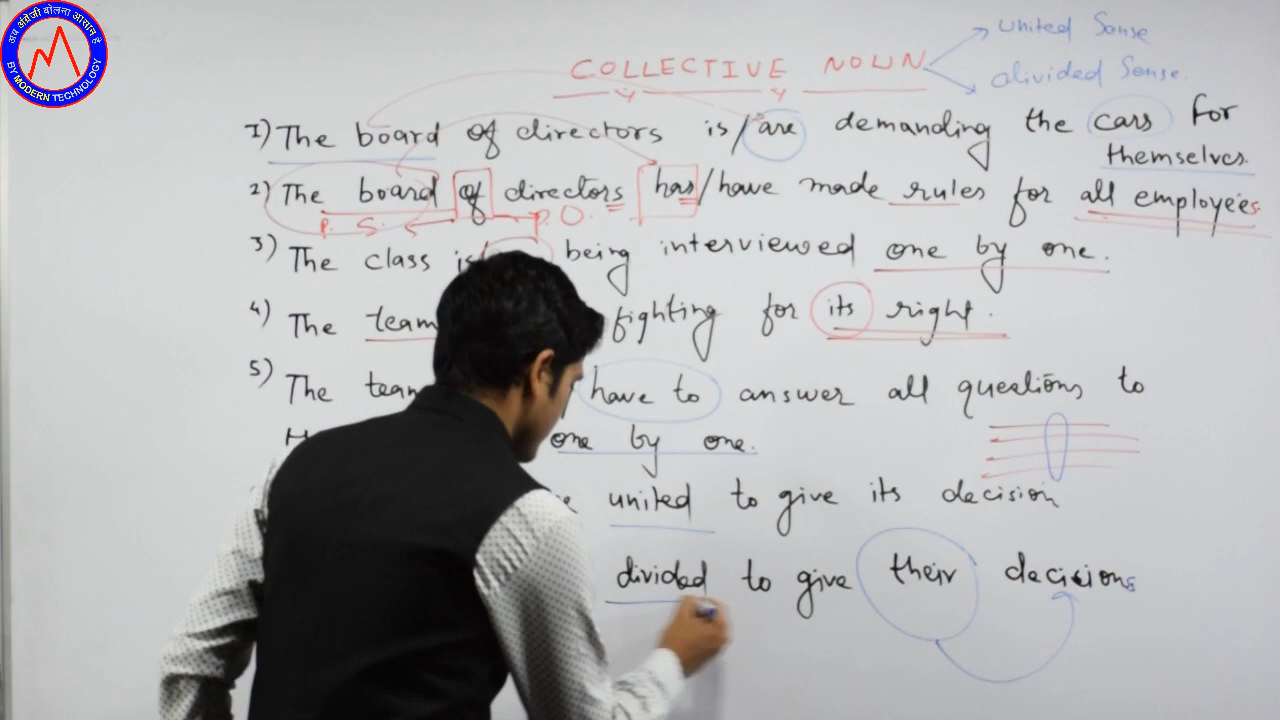 अब अंग्रेजी बोलना आसान है
BY MODERN TECHNOLOGY
COLLECTIVE NOUN
united Sense
divided Sense.
1) The board of directors is/are demanding the cars for
themselves.
2) The board of directors has/have made rules for all employees
P. S. P.O.
3) The class is/ being interviewed one by one.
4) The team fighting for its right.
5) The team have to answer all questions to
one by one.
united to give its decision
divided to give their decisions